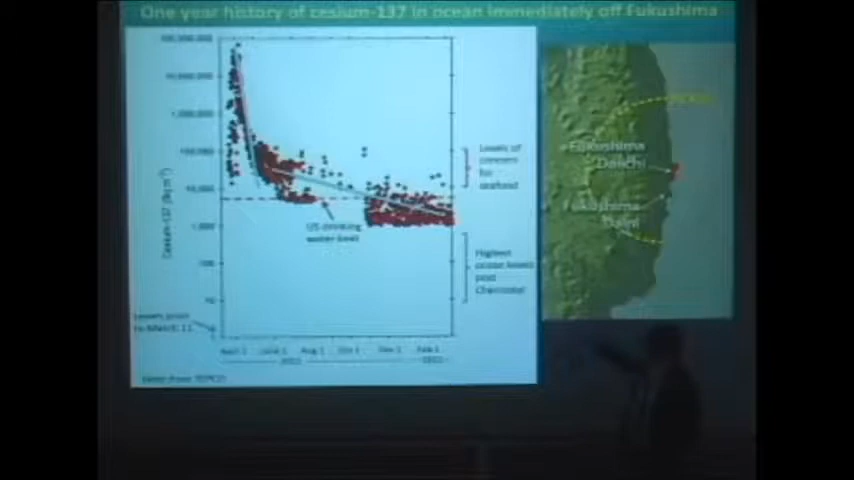 One year history of cesium-137 in ocean immediately off Fukushima
100,000,000
10,000,000
1,000,000
100,000
10,000
1,000
100
10
Cesium-137 (Bq m-3)
Levels of
concern
for
seafood
US drinking
water limit
Highest
ocean levels
post
Chernobyl
Levels prior
to March 11
April 1
June 1
Aug 1
Oct 1
Dec 1
Feb 1
2011
2012
Data from TEPCO
Fukushima
Daiichi
Fukushima
Daini